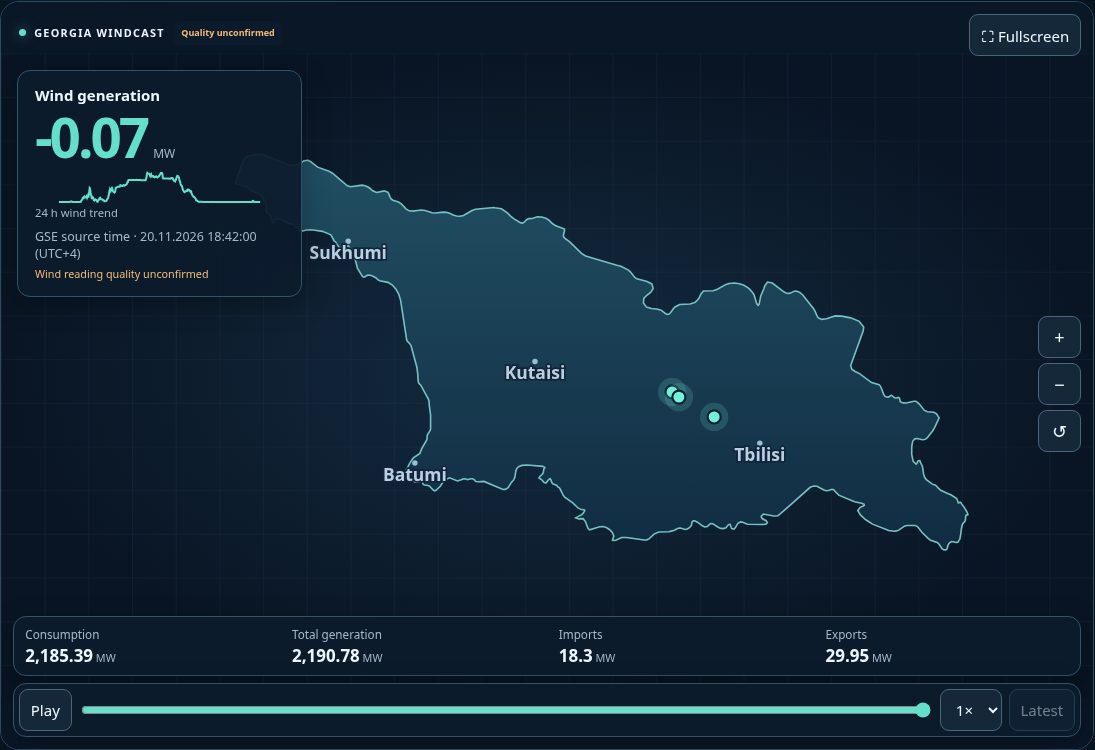 GEORGIA WINDCAST
Quality unconfirmed
Fullscreen
Wind generation
-0.07 MW
24 h wind trend
GSE source time · 20.11.2026 18:42:00
(UTC+4)
Wind reading quality unconfirmed
Sukhumi
Kutaisi
Tbilisi
Batumi
+
−
↺
Consumption
2,185.39 MW
Total generation
2,190.78 MW
Imports
18.3 MW
Exports
29.95 MW
Play
1×
Latest